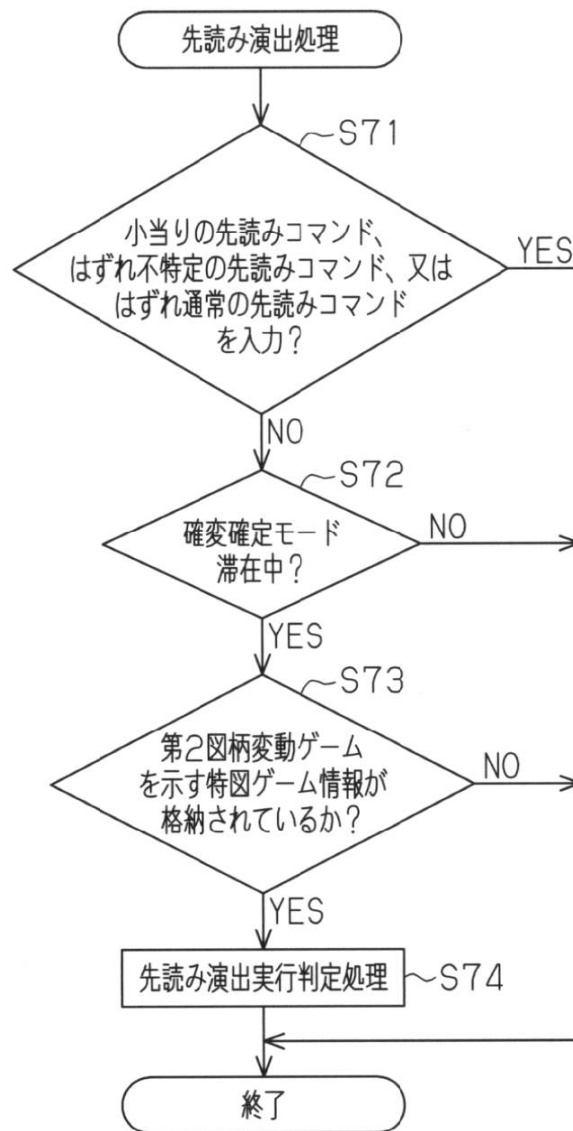 先読み演出処理
S71
小当りの先読みコマンド、
はずれ不特定の先読みコマンド、又は
はずれ通常の先読みコマンド
を入力？
YES
NO
S72
確変確定モード
滞在中？
NO
YES
S73
第2図柄変動ゲーム
を示す特図ゲーム情報が
格納されているか？
NO
YES
先読み演出実行判定処理
S74
終了